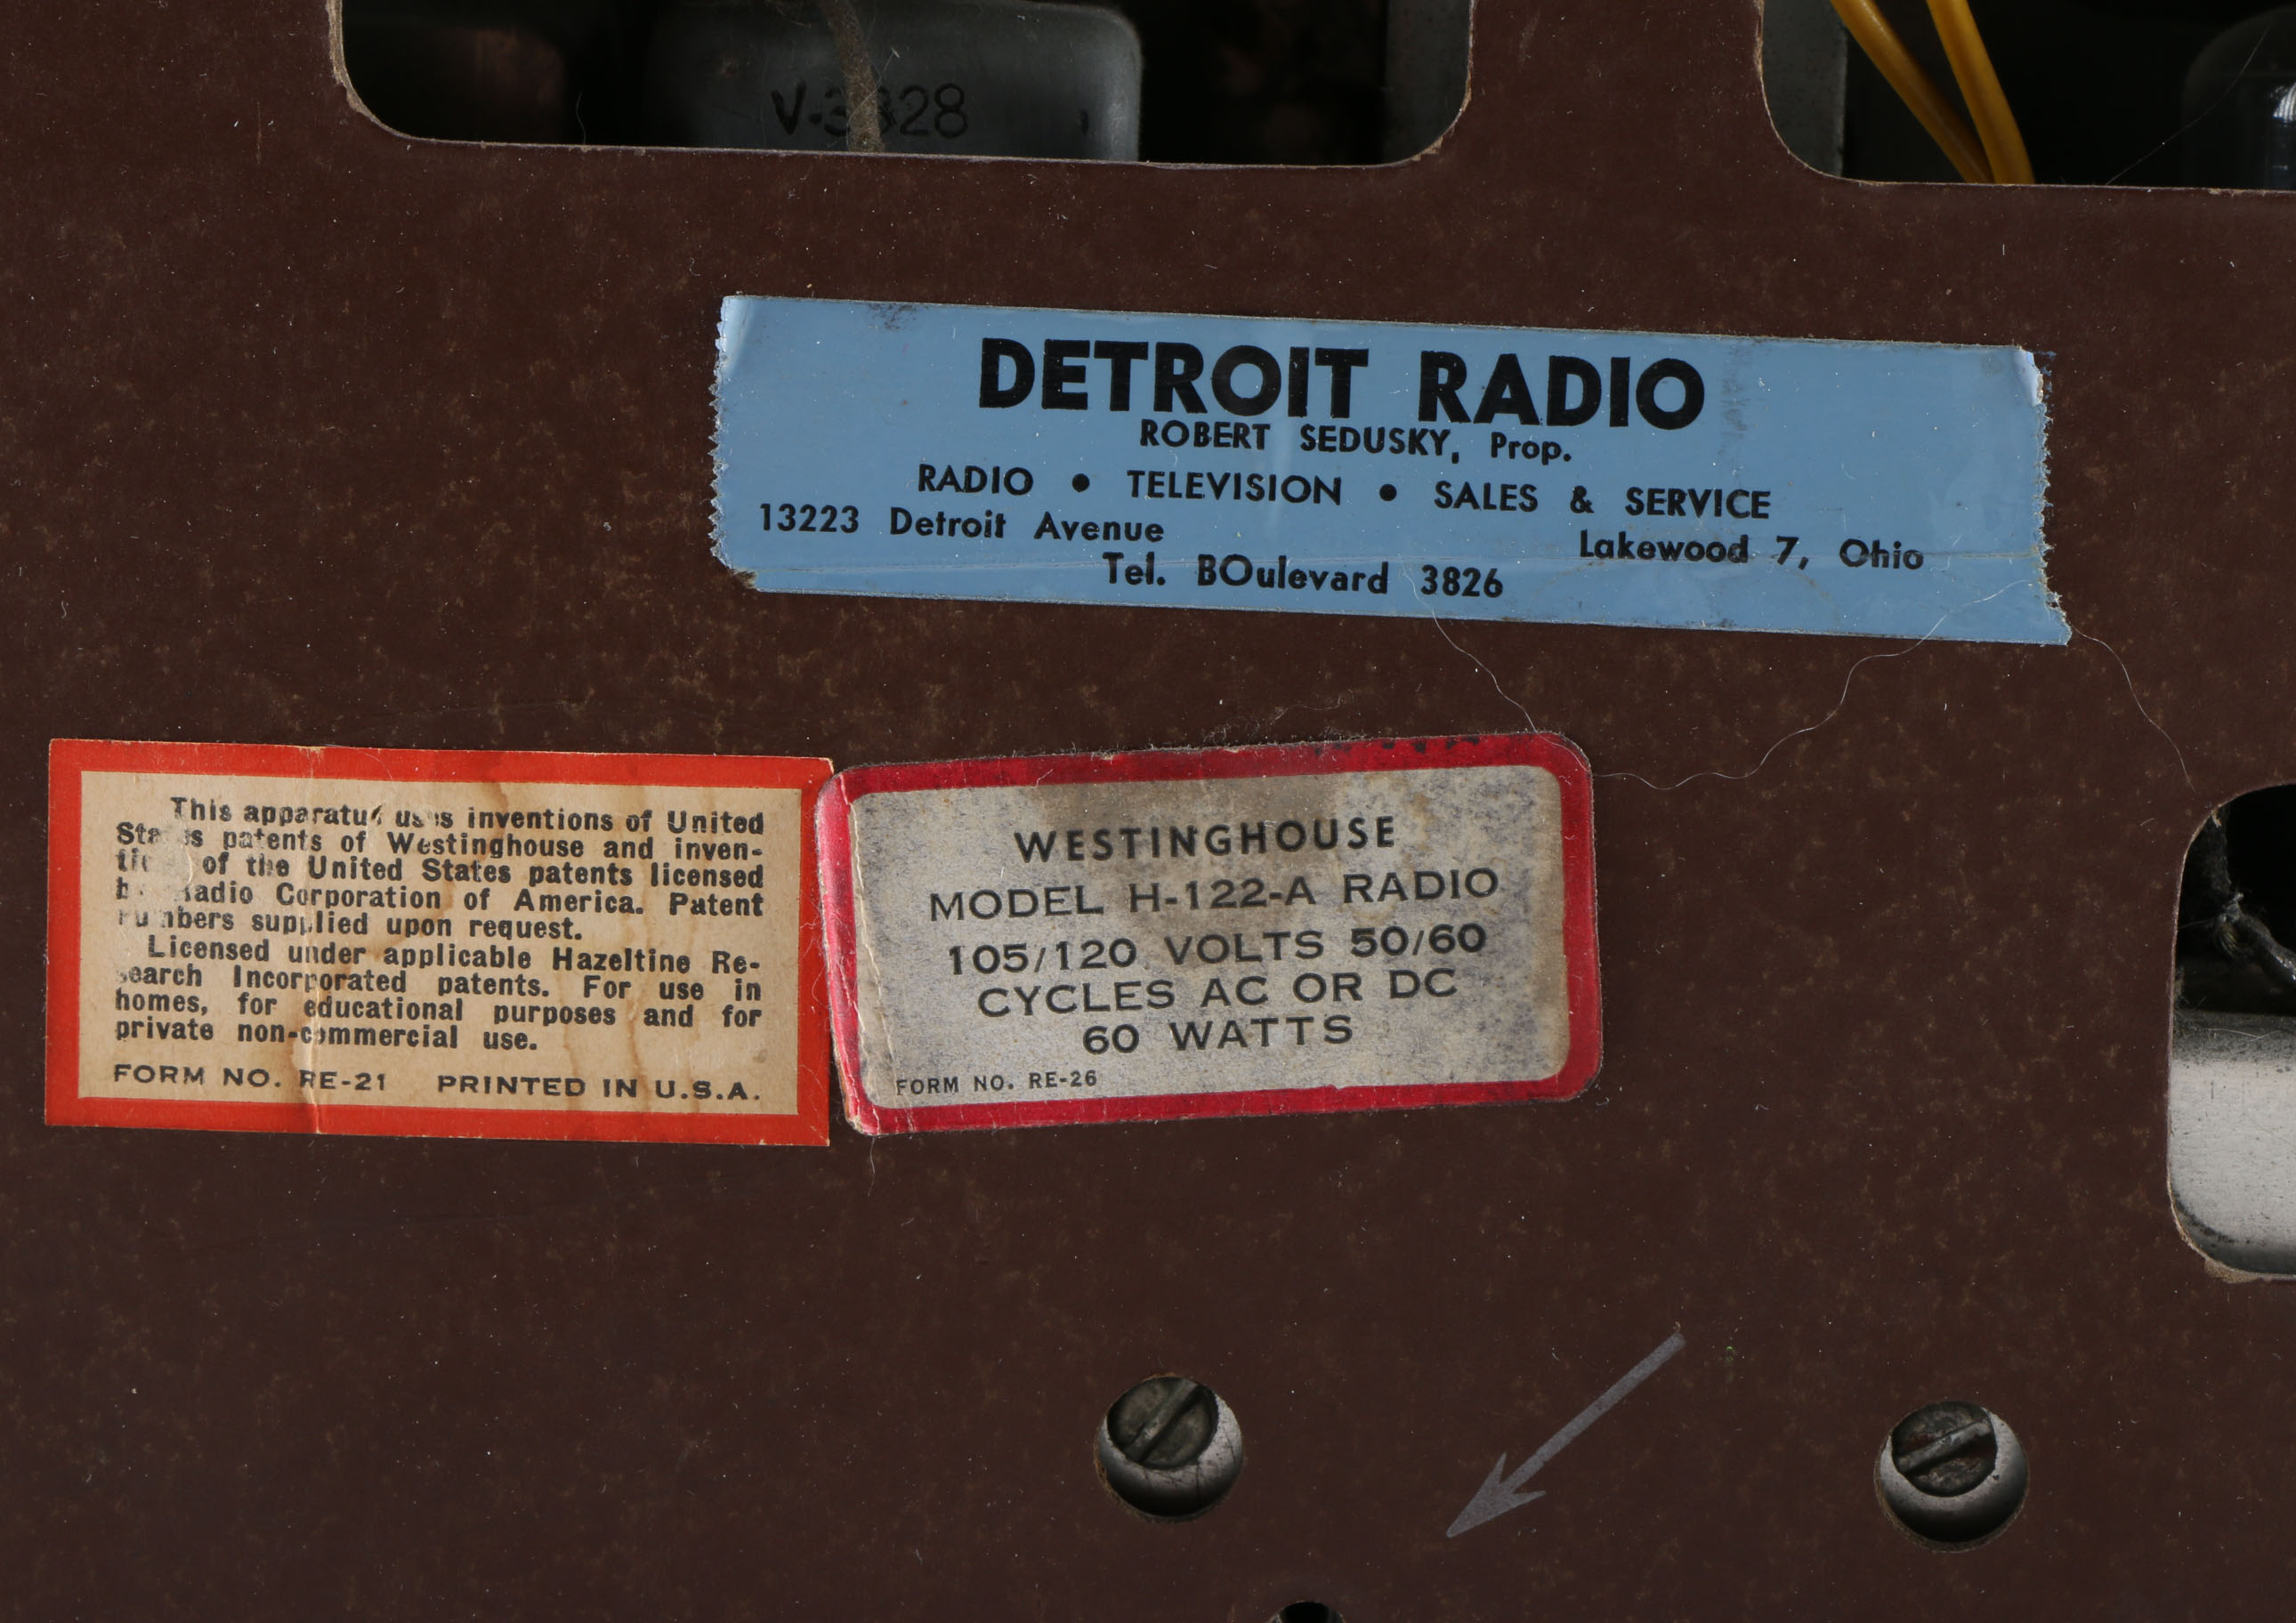 V-3828
DETROIT RADIO
ROBERT SEDUSKY, Prop.
RADIO • TELEVISION • SALES & SERVICE
13223 Detroit Avenue Lakewood 7, Ohio
Tel. BOulevard 3826
This apparatus uses inventions of United
States patents of Westinghouse and inven-
tions of the United States patents licensed
by Radio Corporation of America. Patent
numbers supplied upon request.
Licensed under applicable Hazeltine Re-
search Incorporated patents. For use in
homes, for educational purposes and for
private non-commercial use.
FORM NO. RE-21 PRINTED IN U.S.A.
WESTINGHOUSE
MODEL H-122-A RADIO
105/120 VOLTS 50/60
CYCLES AC OR DC
60 WATTS
FORM NO. RE-26